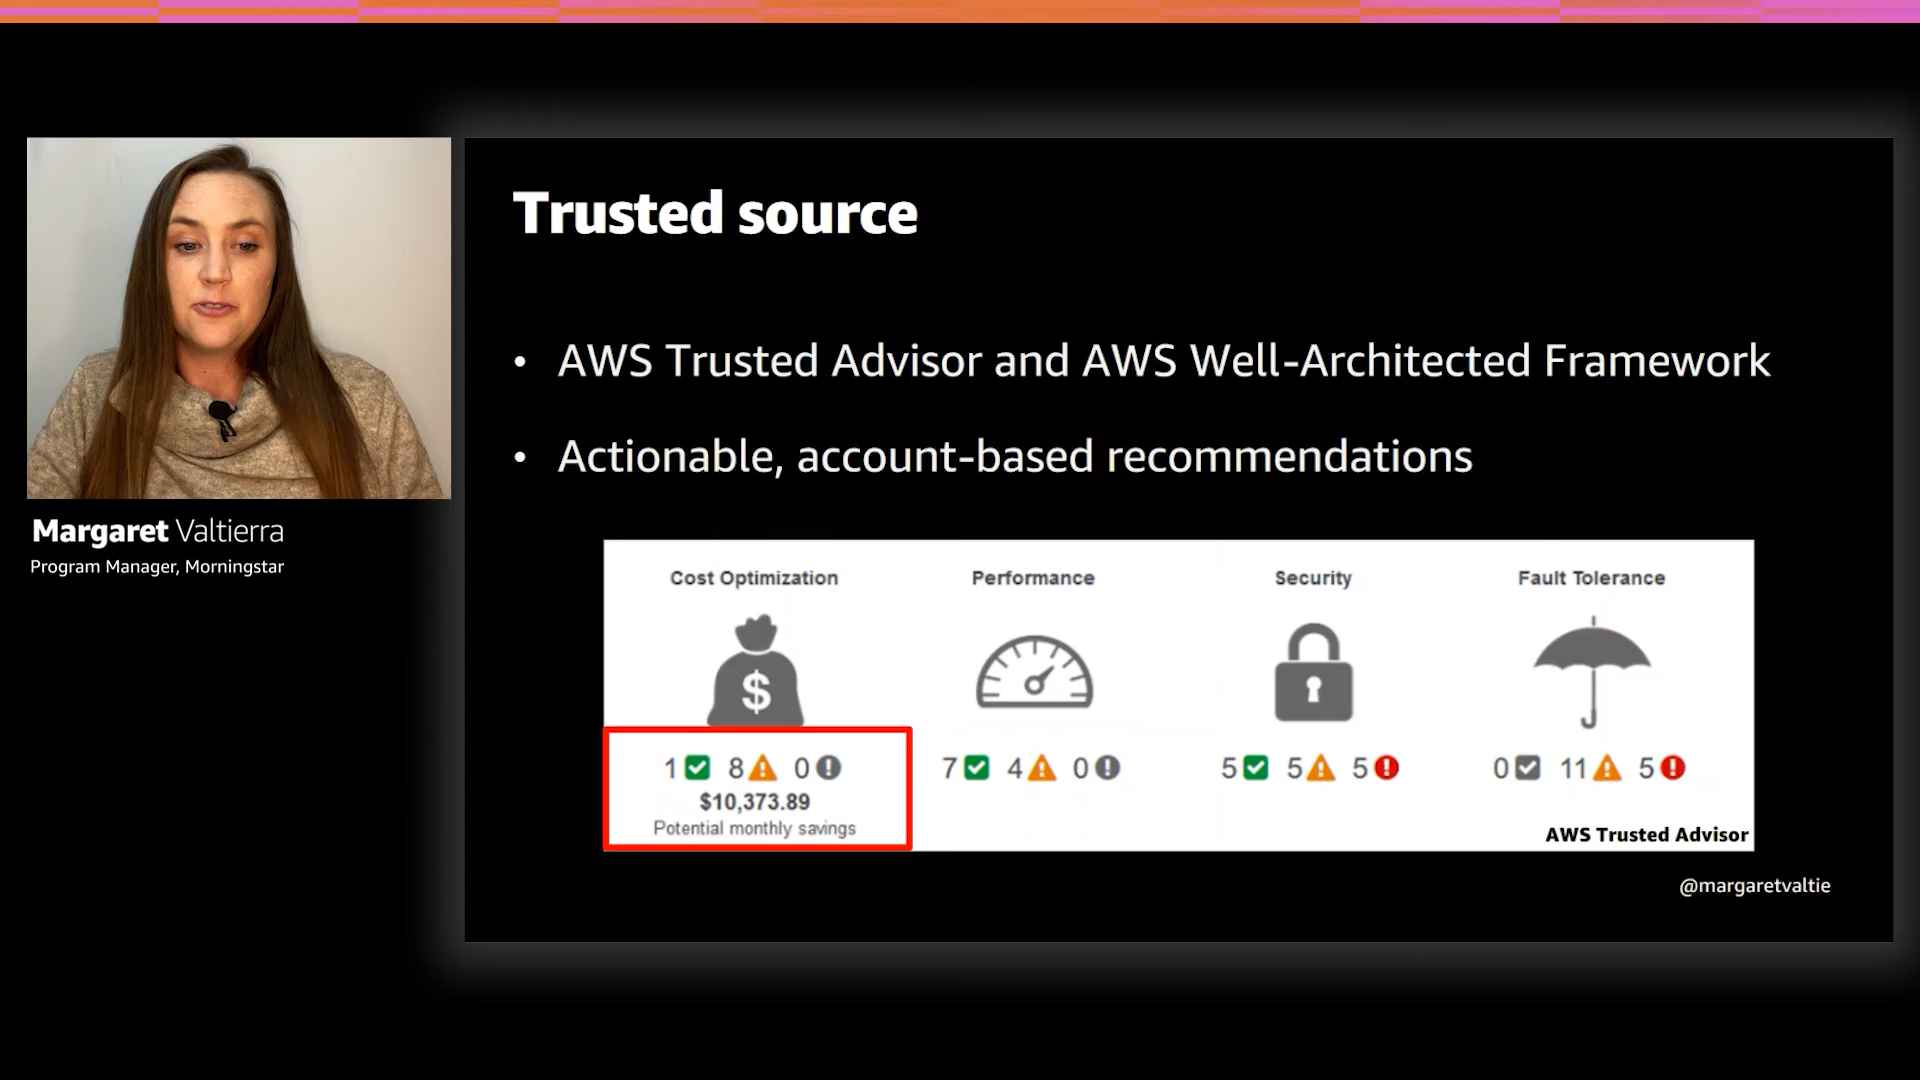 Trusted source
• AWS Trusted Advisor and AWS Well-Architected Framework
• Actionable, account-based recommendations
Margaret Valtierra
Program Manager, Morningstar
Cost Optimization Performance Security Fault Tolerance
$
1 8 0 7 4 0 5 5 5 0 11 5
$10,373.89
Potential monthly savings
AWS Trusted Advisor
@margaretvaltie